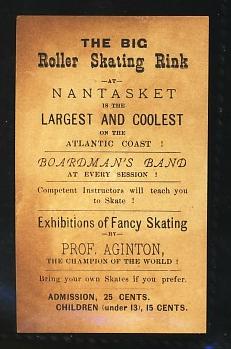 THE BIG
Roller Skating Rink
—AT—
NANTASKET
IS THE
LARGEST AND COOLEST
ON THE
ATLANTIC COAST !
BOARDMAN'S BAND
AT EVERY SESSION !
Competent Instructors will teach you
to Skate !
Exhibitions of Fancy Skating
—BY—
PROF. AGINTON,
THE CHAMPION OF THE WORLD !
Bring your own Skates if you prefer.
ADMISSION, 25 CENTS.
CHILDREN (under 13), 15 CENTS.